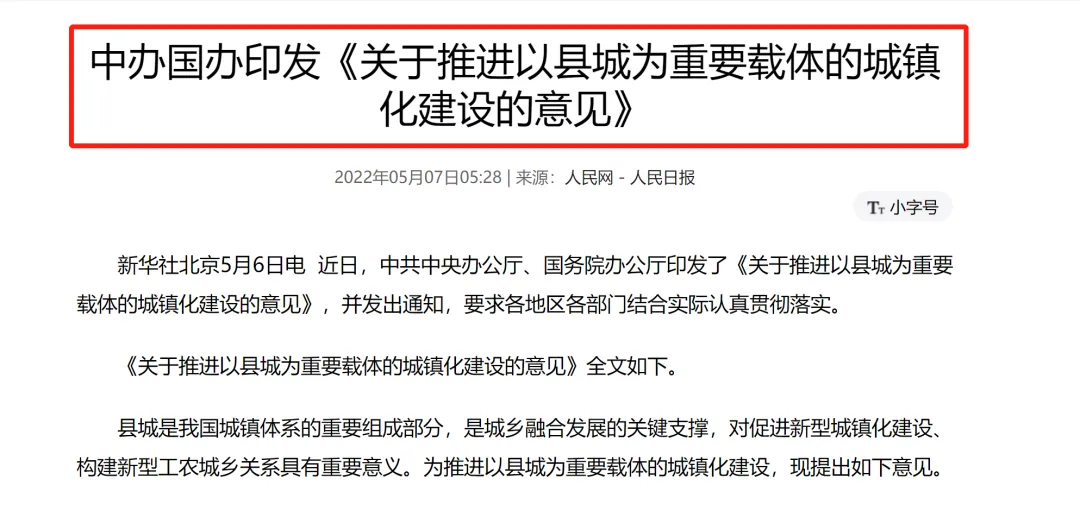 中办国办印发《关于推进以县城为重要载体的城镇
化建设的意见》
2022年05月07日05:28 | 来源：人民网－人民日报
TT 小字号
新华社北京5月6日电 近日，中共中央办公厅、国务院办公厅印发了《关于推进以县城为重要
载体的城镇化建设的意见》，并发出通知，要求各地区各部门结合实际认真贯彻落实。
《关于推进以县城为重要载体的城镇化建设的意见》全文如下。
县城是我国城镇体系的重要组成部分，是城乡融合发展的关键支撑，对促进新型城镇化建设、
构建新型工农城乡关系具有重要意义。为推进以县城为重要载体的城镇化建设，现提出如下意见。